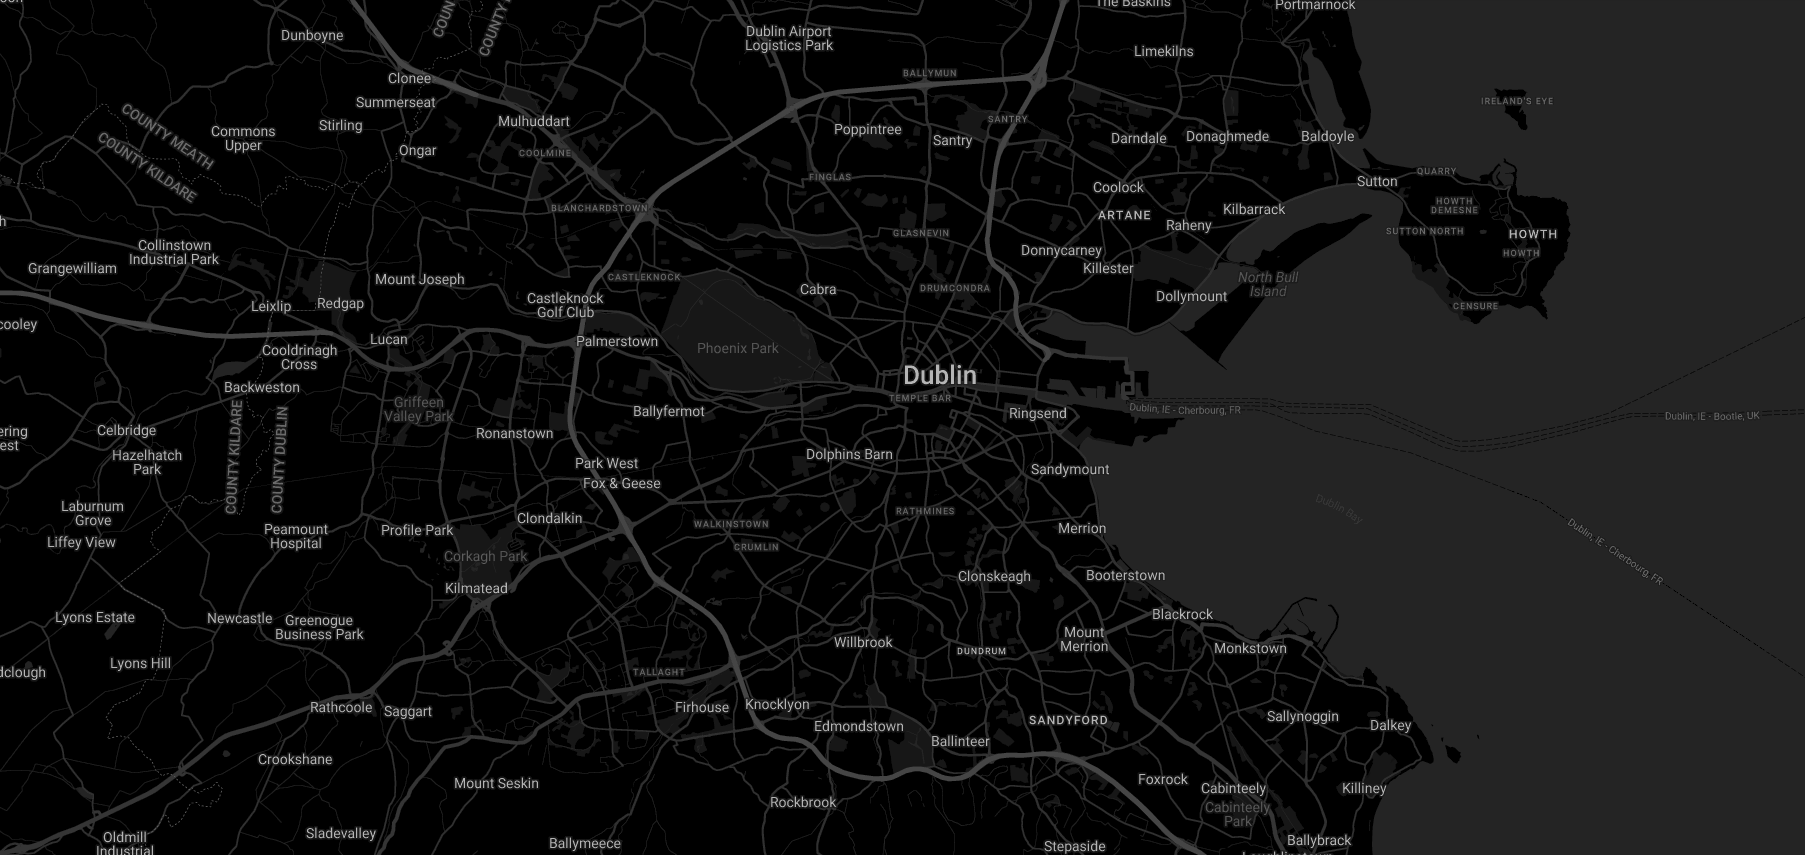 The Baskins
Portmarnock
Dunboyne
COUNTY
Dublin Airport
Logistics Park
Limekilns
Clonee
BALLYMUN
Summerseat
IRELAND'S EYE
COUNTY MEATH
COUNTY KILDARE
Commons
Upper
Stirling
Mulhuddart
Poppintree
SANTRY
Santry
Darndale
Donaghmede
Baldoyle
Ongar
COOLMINE
FINGLAS
Coolock
Sutton
QUARRY
BLANCHARDSTOWN
ARTANE
Kilbarrack
HOWTH
DEMESNE
Raheny
GLASNEVIN
SUTTON NORTH
HOWTH
Collinstown
Industrial Park
Donnycarney
HOWTH
Grangewilliam
Mount Joseph
CASTLEKNOCK
Killester
North Bull
Island
Cabra
DRUMCONDRA
Dollymount
Leixlip
Redgap
Castleknock
Golf Club
CENSURE
cooley
Lucan
Palmerstown
Phoenix Park
Cooldrinagh
Cross
Dublin
Backweston
TEMPLE BAR
Griffeen
Valley Park
Ballyfermot
Ringsend
Dublin, IE - Cherbourg, FR
Dublin, IE - Bootle, UK
COUNTY KILDARE
COUNTY DUBLIN
Celbridge
Ronanstown
Hazelhatch
Park
Dolphins Barn
Park West
Fox & Geese
Sandymount
Laburnum
Grove
Liffey View
Peamount
Hospital
Profile Park
Clondalkin
WALKINSTOWN
RATHMINES
Dublin Bay
Merrion
CRUMLIN
Corkagh Park
Dublin, IE - Cherbourg, FR
Kilmatead
Clonskeagh
Booterstown
Lyons Estate
Newcastle
Greenogue
Business Park
Blackrock
Willbrook
DUNDRUM
Mount
Merrion
Monkstown
Lyons Hill
dclough
TALLAGHT
Rathcoole
Saggart
Firhouse
Knocklyon
Edmondstown
SANDYFORD
Sallynoggin
Dalkey
Ballinteer
Crookshane
Mount Seskin
Foxrock
Cabinteely
Killiney
Rockbrook
Cabinteely
Park
Oldmill
Industrial
Sladevalley
Ballymeece
Stepaside
Ballybrack